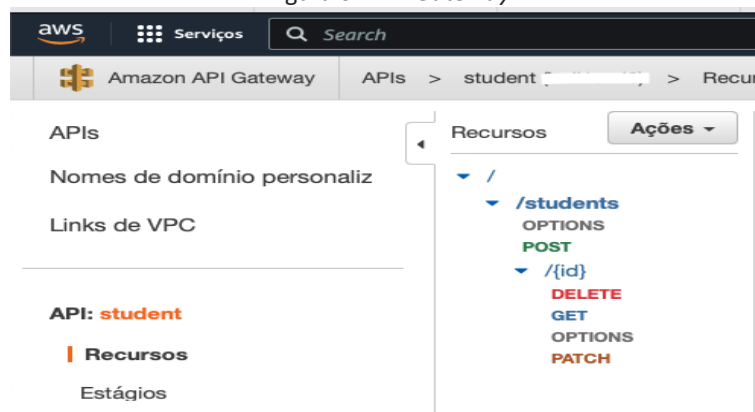 aws Serviços Search
Amazon API Gateway APIs > student > Recur
APIs
Nomes de domínio personaliz
Links de VPC
API: student
Recursos
Estágios
Recursos Ações
/
/students
OPTIONS
POST
/{id}
DELETE
GET
OPTIONS
PATCH